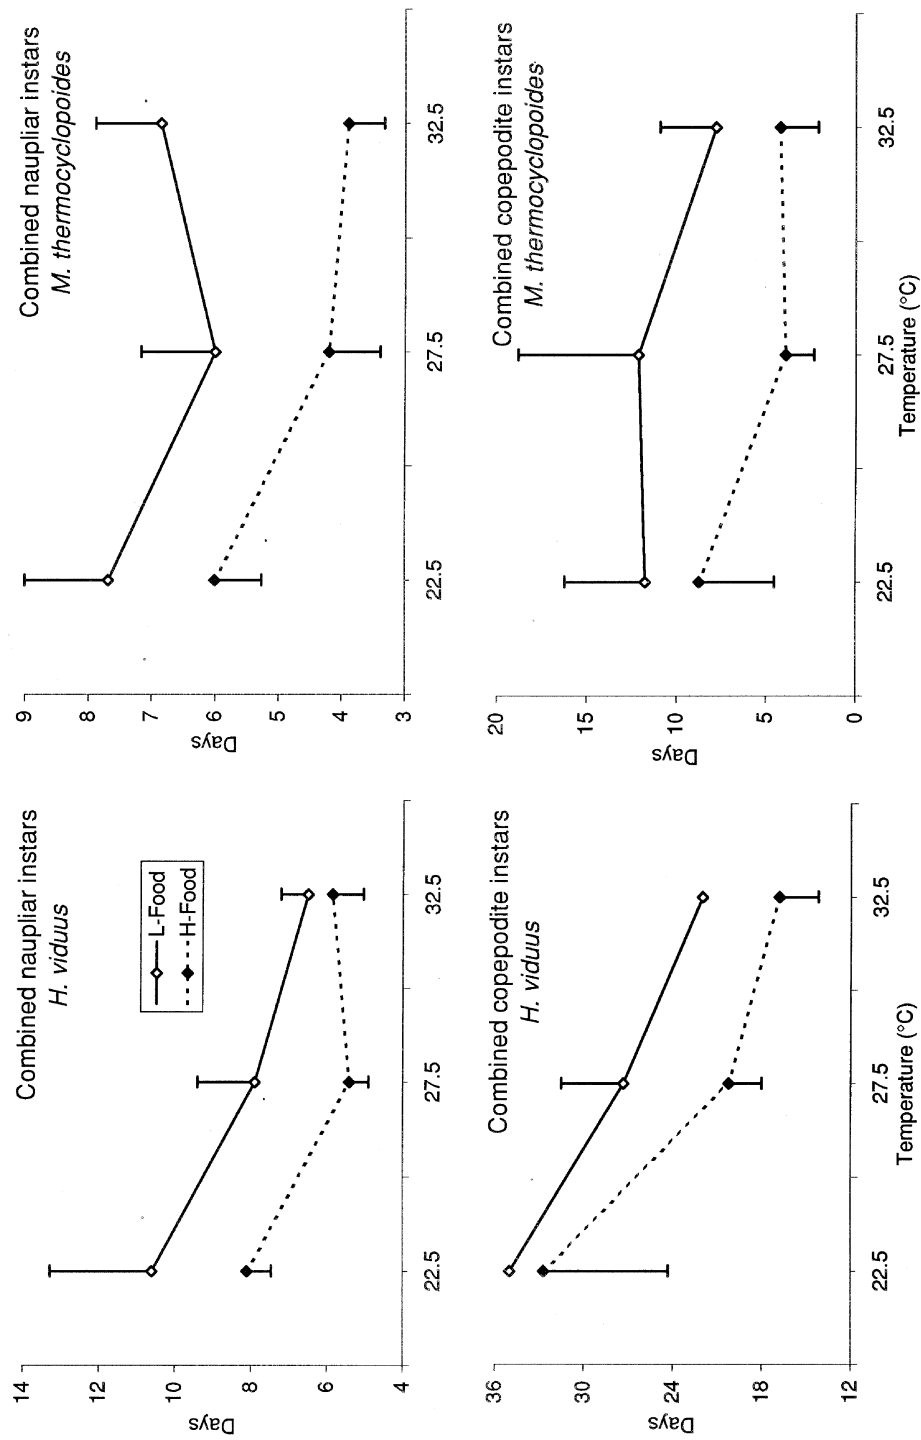 Combined nauplíar instars
H. viduus
14
12
10
8
6
4
Days
22.5
27.5
32.5
L-Food
H-Food
Combined naupliar instars
M. thermocyclopoides
9
8
7
6
5
4
3
Days
22.5
27.5
32.5
Combined copepodite instars
H. viduus
36
30
24
18
12
Days
22.5
27.5
32.5
Temperature (°C)
Combined copepodite instars
M. thermocyclopoides
20
15
10
5
0
Days
22.5
27.5
32.5
Temperature (°C)